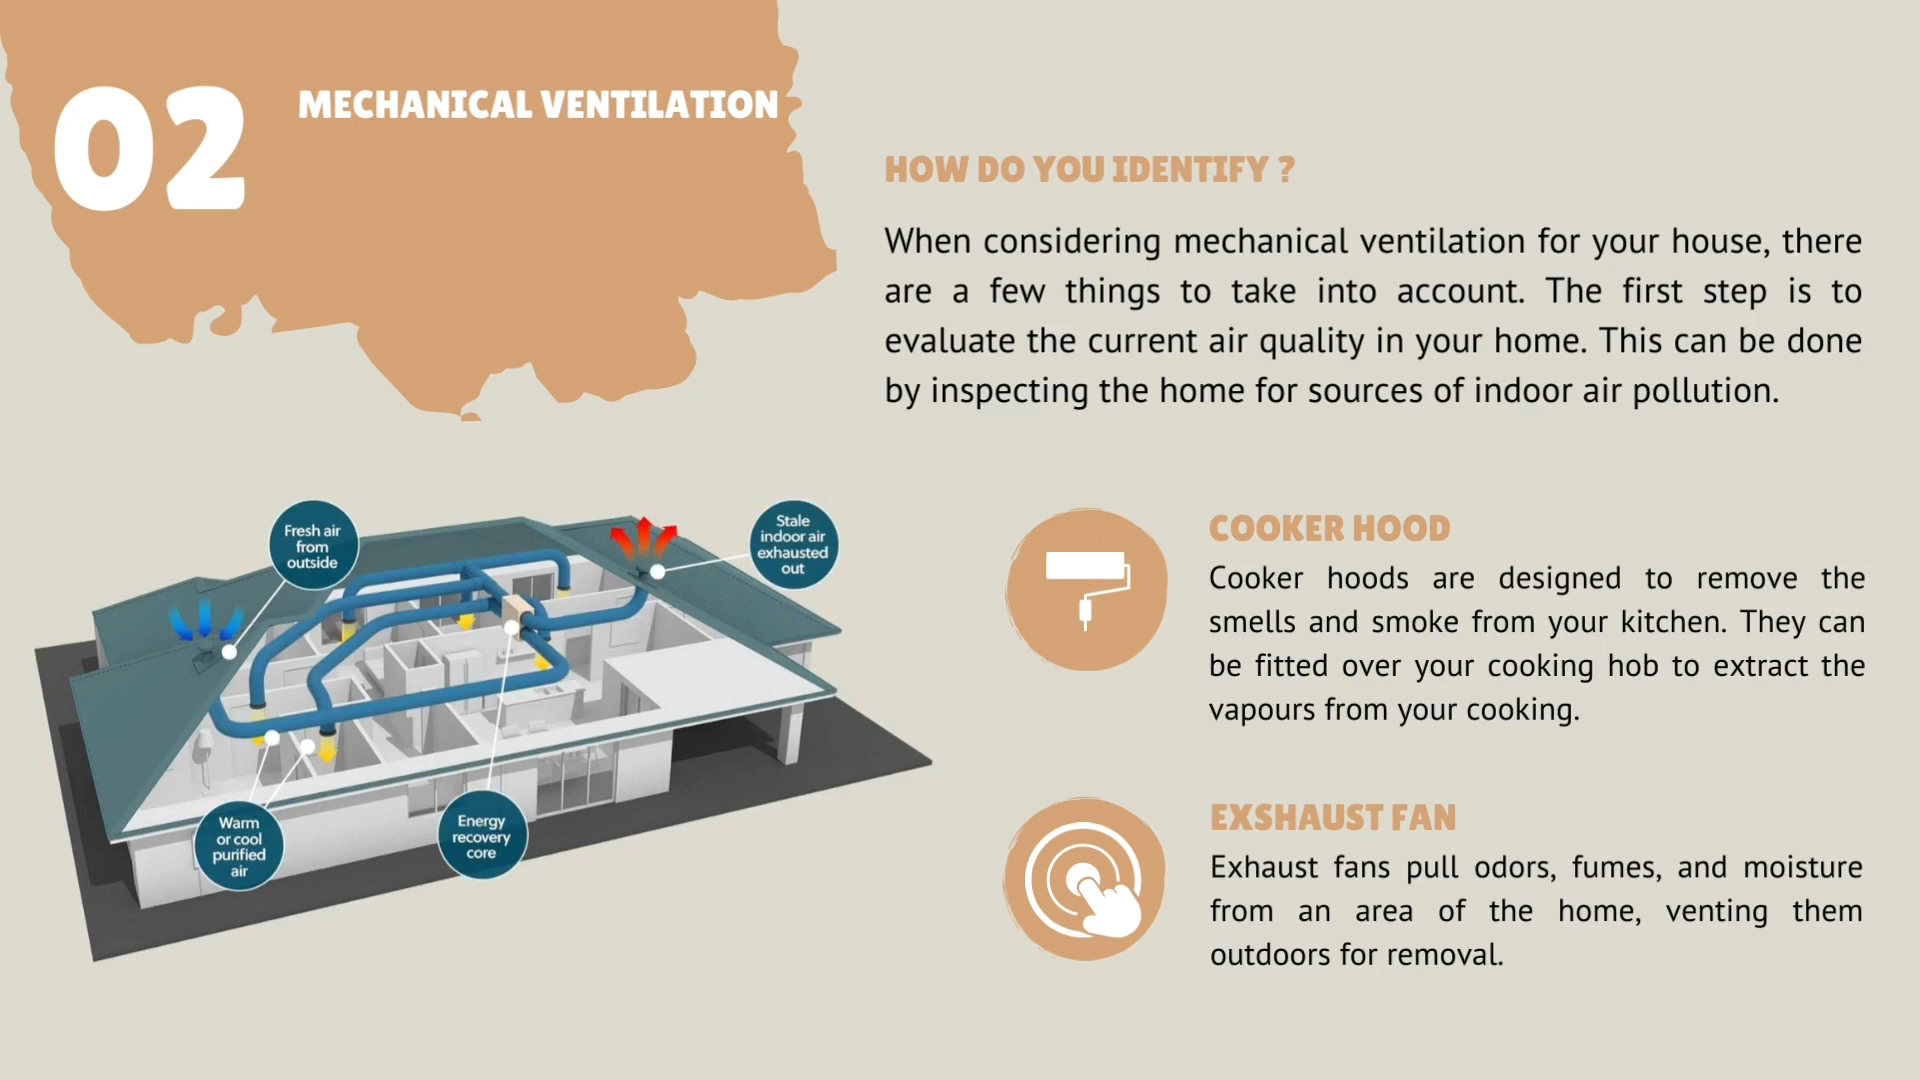 02
MECHANICAL VENTILATION
HOW DO YOU IDENTIFY ?
When considering mechanical ventilation for your house, there
are a few things to take into account. The first step is to
evaluate the current air quality in your home. This can be done
by inspecting the home for sources of indoor air pollution.
Fresh air
from
outside
Stale
indoor air
exhausted
out
Warm
or cool
purified
air
Energy
recovery
core
COOKER HOOD
Cooker hoods are designed to remove the
smells and smoke from your kitchen. They can
be fitted over your cooking hob to extract the
vapours from your cooking.
EXSHAUST FAN
Exhaust fans pull odors, fumes, and moisture
from an area of the home, venting them
outdoors for removal.